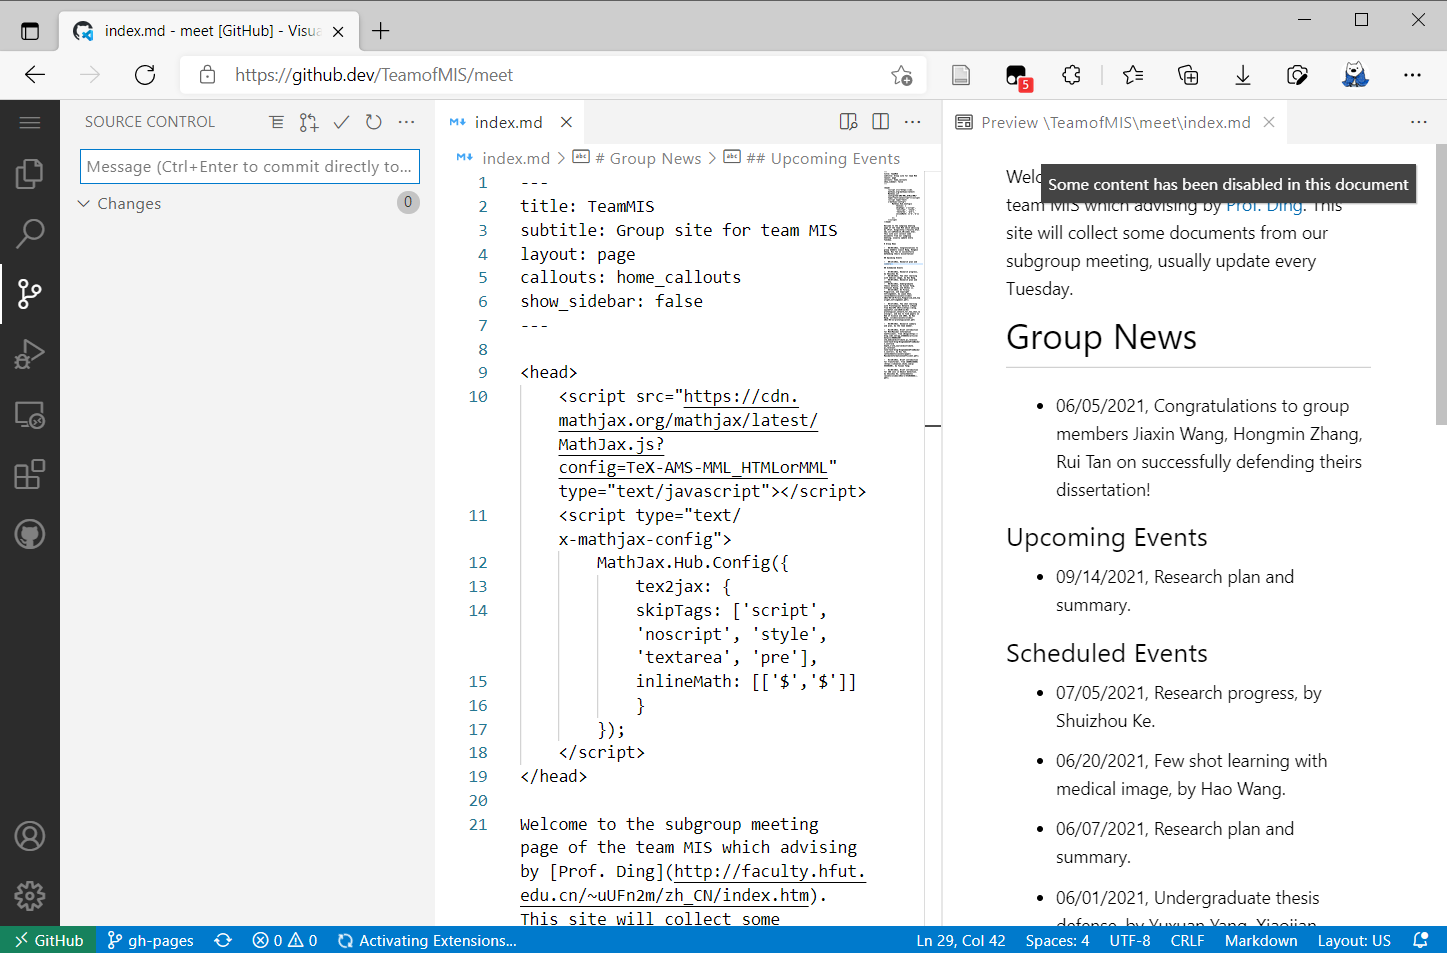 index.md - meet [GitHub] - Visua
https://github.dev/TeamofMIS/meet
5
SOURCE CONTROL
Message (Ctrl+Enter to commit directly to...
Changes
0
index.md
index.md > # Group News > ## Upcoming Events
1 ---
2 title: TeamMIS
3 subtitle: Group site for team MIS
4 layout: page
5 callouts: home_callouts
6 show_sidebar: false
7 ---
8
9 <head>
10 <script src="https://cdn.
mathjax.org/mathjax/latest/
MathJax.js?
config=TeX-AMS-MML_HTMLorMML"
type="text/javascript"></script>
11 <script type="text/
x-mathjax-config">
12 MathJax.Hub.Config({
13 tex2jax: {
14 skipTags: ['script',
'noscript', 'style',
'textarea', 'pre'],
15 inlineMath: [['$','$']]
16 }
17 });
18 </script>
19 </head>
20
21 Welcome to the subgroup meeting
page of the team MIS which advising
by [Prof. Ding](http://faculty.hfut.
edu.cn/~uUFn2m/zh_CN/index.htm).
This site will collect some
Preview \TeamofMIS\meet\index.md
Some content has been disabled in this document
team MIS which advising by Prof. Ding. This
site will collect some documents from our
subgroup meeting, usually update every
Tuesday.
Group News
• 06/05/2021, Congratulations to group
members Jiaxin Wang, Hongmin Zhang,
Rui Tan on successfully defending theirs
dissertation!
Upcoming Events
• 09/14/2021, Research plan and
summary.
Scheduled Events
• 07/05/2021, Research progress, by
Shuizhou Ke.
• 06/20/2021, Few shot learning with
medical image, by Hao Wang.
• 06/07/2021, Research plan and
summary.
• 06/01/2021, Undergraduate thesis
defense, by Yuxuan Yang, Xiaojian
GitHub
gh-pages
0
0
Activating Extensions...
Ln 29, Col 42
Spaces: 4
UTF-8
CRLF
Markdown
Layout: US